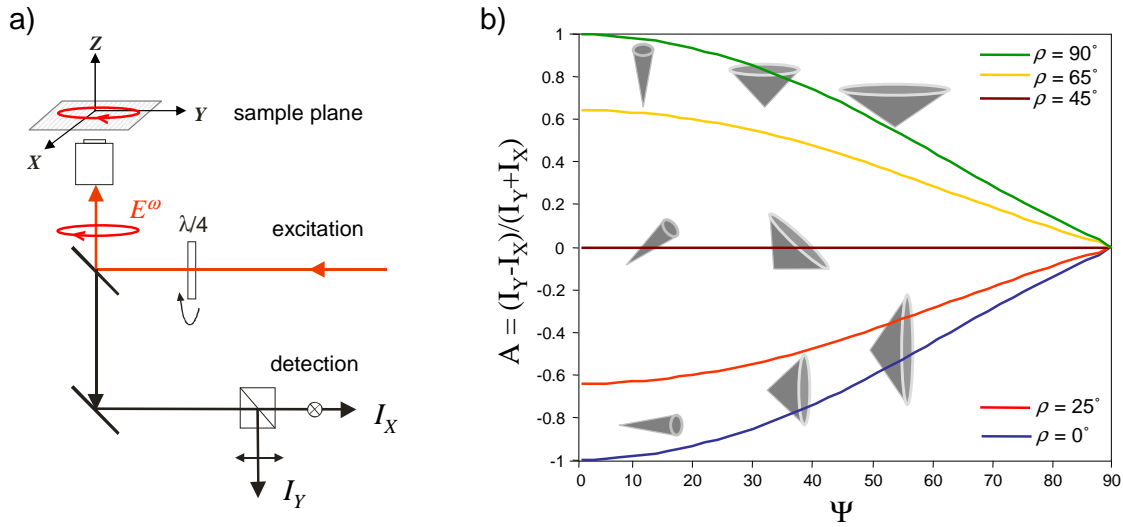 a)
Z
Y
sample plane
X
E^ω
λ/4
excitation
detection
I_X
I_Y
b)
A = (I_Y-I_X)/(I_Y+I_X)
1
0.8
0.6
0.4
0.2
0
-0.2
-0.4
-0.6
-0.8
-1
ρ = 90°
ρ = 65°
ρ = 45°
ρ = 25°
ρ = 0°
0 10 20 30 40 50 60 70 80 90
Ψ